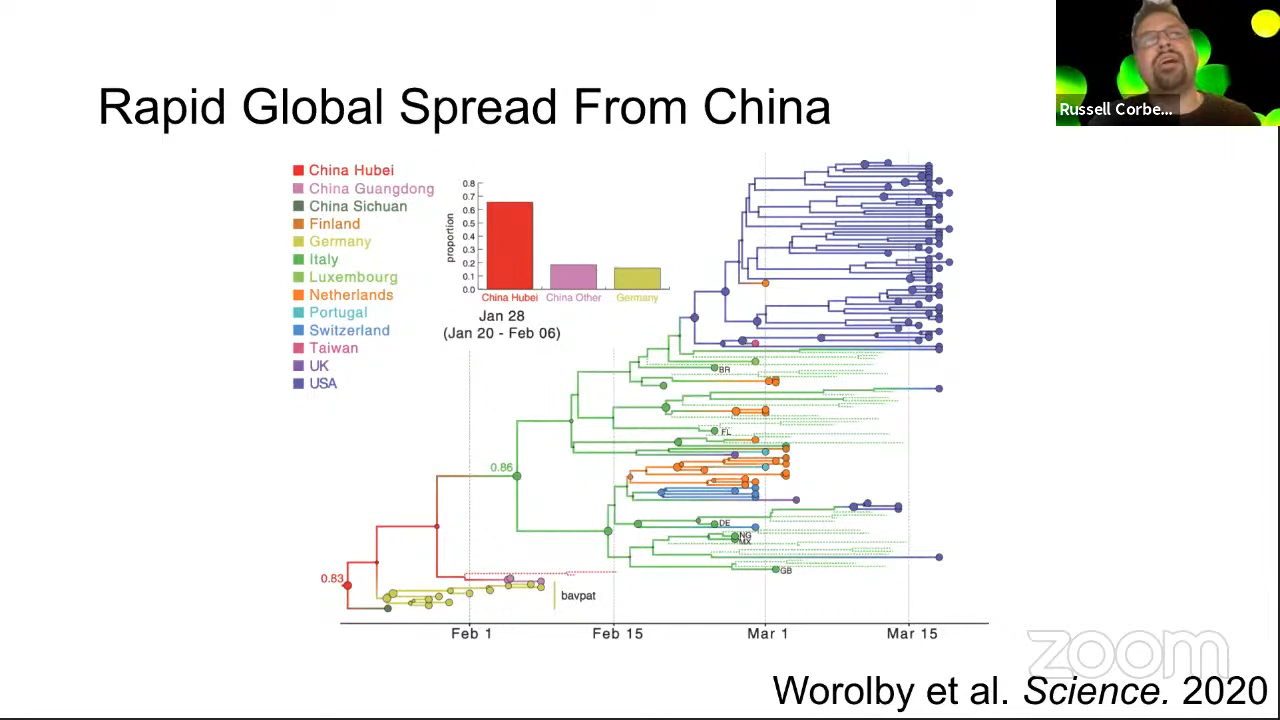 Russell Corbe...
Rapid Global Spread From China
China Hubei
China Guangdong
China Sichuan
Finland
Germany
Italy
Luxembourg
Netherlands
Portugal
Switzerland
Taiwan
UK
USA
proportion
0.8
0.7
0.6
0.5
0.4
0.3
0.2
0.1
0.0
China Hubei China Other Germany
Jan 28
(Jan 20 - Feb 06)
BR
FL
0.86
DE
NG
MX
GB
0.83
bavpat
Feb 1 Feb 15 Mar 1 Mar 15
zoom
Worolby et al. Science. 2020